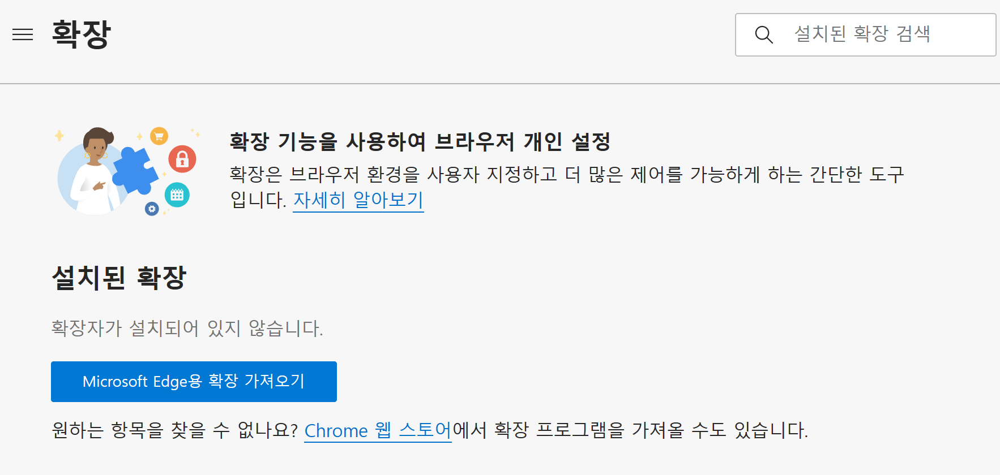 확장
설치된 확장 검색
확장 기능을 사용하여 브라우저 개인 설정
확장은 브라우저 환경을 사용자 지정하고 더 많은 제어를 가능하게 하는 간단한 도구
입니다. 자세히 알아보기
설치된 확장
확장자가 설치되어 있지 않습니다.
Microsoft Edge용 확장 가져오기
원하는 항목을 찾을 수 없나요? Chrome 웹 스토어에서 확장 프로그램을 가져올 수도 있습니다.